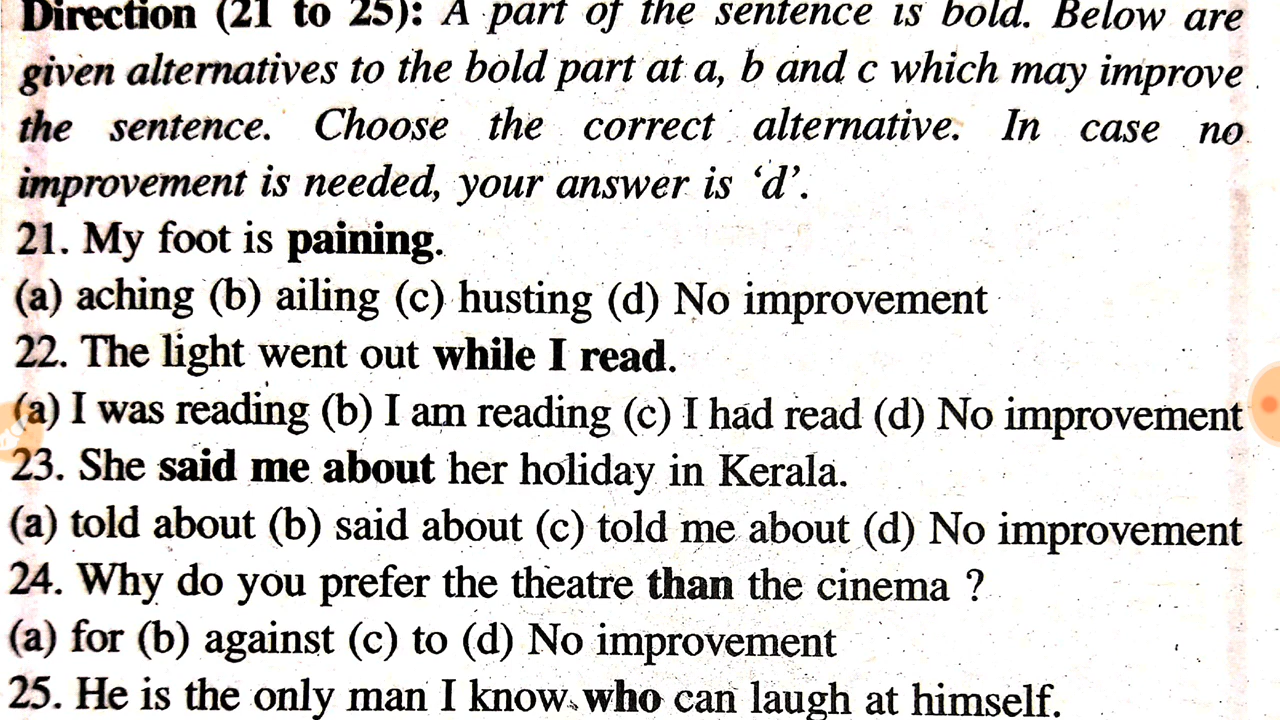 Direction (21 to 25): A part of the sentence is bold. Below are
given alternatives to the bold part at a, b and c which may improve
the sentence. Choose the correct alternative. In case no
improvement is needed, your answer is ‘d’.
21. My foot is paining.
(a) aching (b) ailing (c) husting (d) No improvement
22. The light went out while I read.
(a) I was reading (b) I am reading (c) I had read (d) No improvement
23. She said me about her holiday in Kerala.
(a) told about (b) said about (c) told me about (d) No improvement
24. Why do you prefer the theatre than the cinema ?
(a) for (b) against (c) to (d) No improvement
25. He is the only man I know who can laugh at himself.